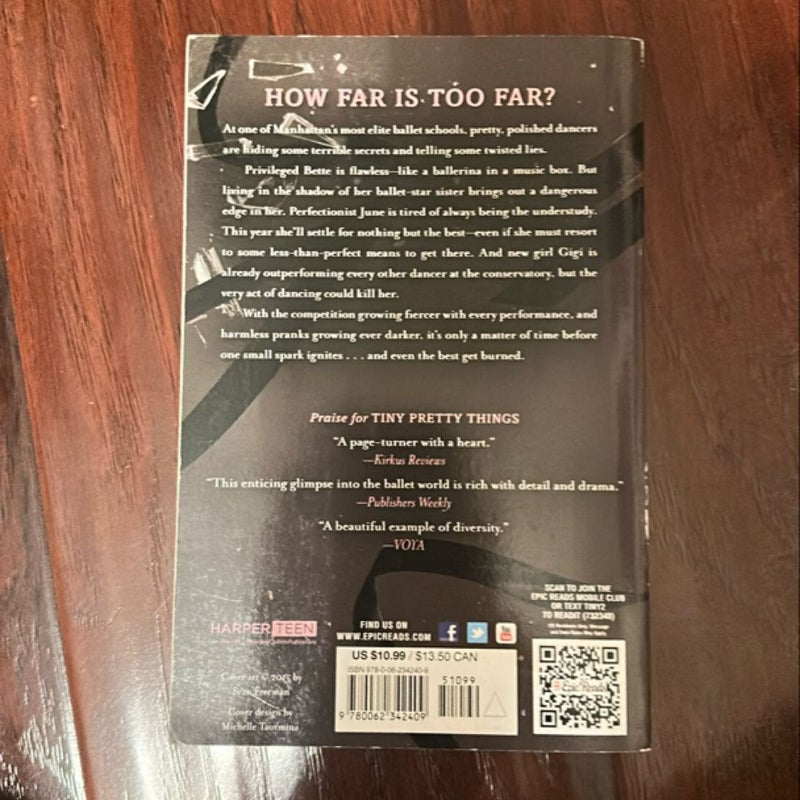 HOW FAR IS TOO FAR?
At one of Manhattan's most elite ballet schools, pretty, polished dancers
are hiding some terrible secrets and telling some twisted lies.
Privileged Bette is flawless—like a ballerina in a music box. But
living in the shadow of her ballet-star sister brings out a dangerous
edge in her. Perfectionist June is tired of always being the understudy.
This year she'll settle for nothing but the best—even if she must resort
to some less-than-perfect means to get there. And new girl Gigi is
already outperforming every other dancer at the conservatory, but the
very act of dancing could kill her.
With the competition growing fiercer with every performance, and
harmless pranks growing ever darker, it's only a matter of time before
one small spark ignites . . . and even the best get burned.
Praise for TINY PRETTY THINGS
"A page-turner with a heart."
—Kirkus Reviews
"This enticing glimpse into the ballet world is rich with detail and drama."
—Publishers Weekly
"A beautiful example of diversity."
—VOYA
SCAN TO JOIN THE
EPIC READS MOBILE CLUB
OR TEXT TINY2
TO READIT (732348)
HARPER TEEN
FIND US ON
WWW.EPICREADS.COM
US $10.99 / $13.50 CAN
ISBN 978-0-06-234240-9
51099
9 780062 342409
Epic Reads
Cover art © 2015 by
Sean Freeman
Cover design by
Michelle Taormina